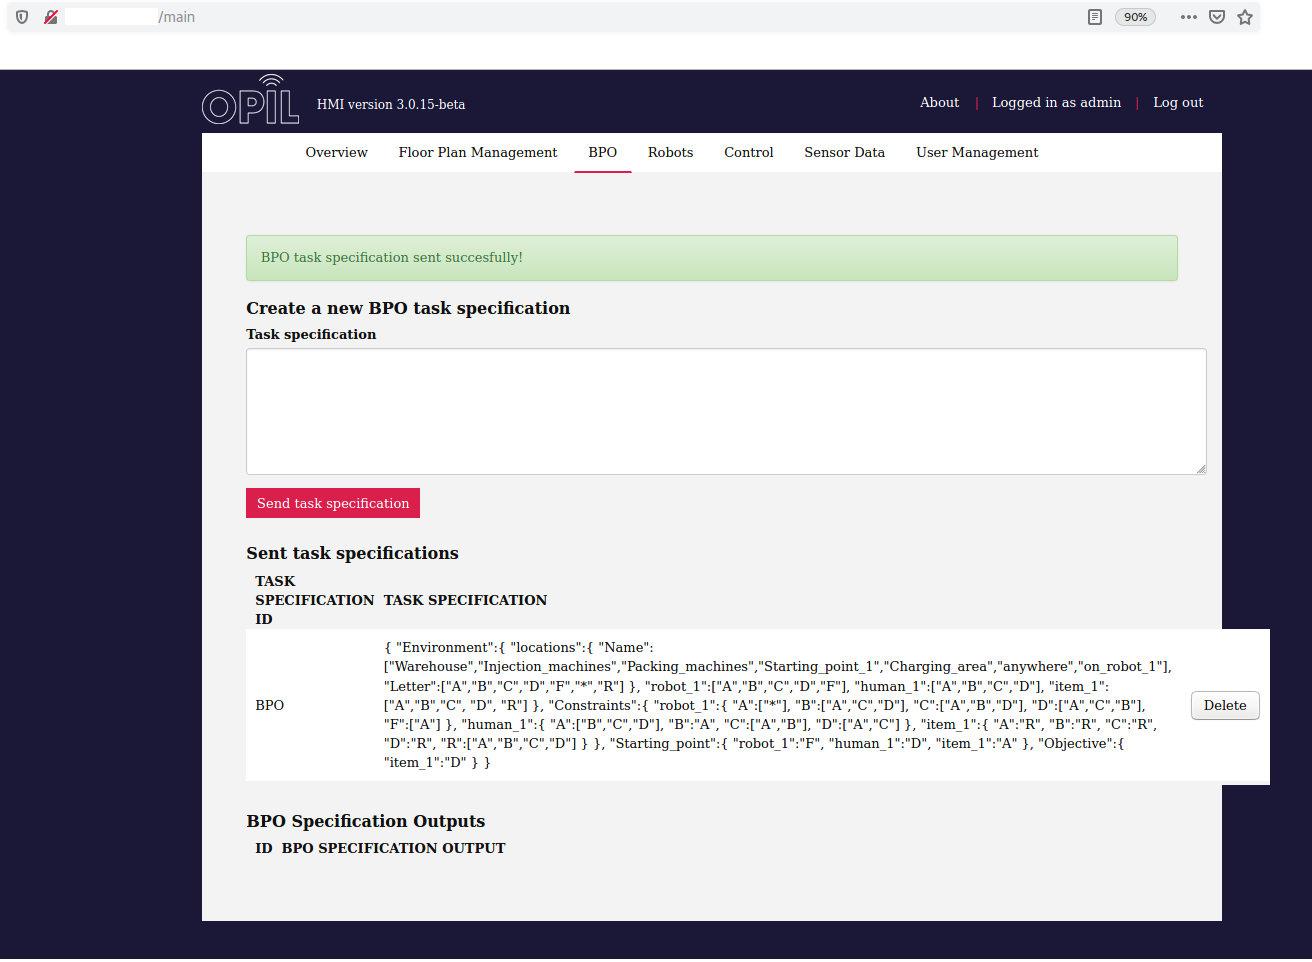 /main
90%
OPIL
HMI version 3.0.15-beta
About | Logged in as admin | Log out
Overview Floor Plan Management BPO Robots Control Sensor Data User Management
BPO task specification sent succesfully!
Create a new BPO task specification
Task specification
Send task specification
Sent task specifications
TASK
SPECIFICATION TASK SPECIFICATION
ID
{ "Environment":{ "locations":{ "Name":
["Warehouse","Injection_machines","Packing_machines","Starting_point_1","Charging_area","anywhere","on_robot_1"],
"Letter":["A","B","C","D","F","*","R"] }, "robot_1":["A","B","C","D","F"], "human_1":["A","B","C","D"], "item_1":
BPO ["A","B","C", "D", "R"] }, "Constraints":{ "robot_1":{ "A":["*"], "B":["A","C","D"], "C":["A","B","D"], "D":["A","C","B"], Delete
"F":["A"] }, "human_1":{ "A":["B","C","D"], "B":"A", "C":["A","B"], "D":["A","C"] }, "item_1":{ "A":"R", "B":"R", "C":"R",
"D":"R", "R":["A","B","C","D"] } }, "Starting_point":{ "robot_1":"F", "human_1":"D", "item_1":"A" }, "Objective":{
"item_1":"D" } }
BPO Specification Outputs
ID BPO SPECIFICATION OUTPUT